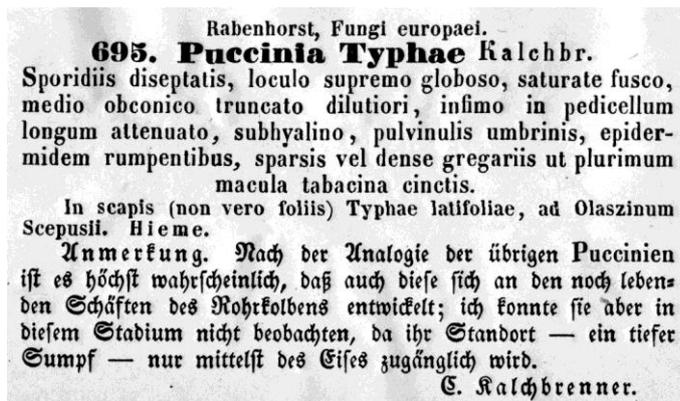 Rabenhorst, Fungi europaei.
695. Puccinia Typhae Kalchbr.
Sporidiis diseptatis, loculo supremo globoso, saturate fusco,
medio obconico truncato dilutiori, infimo in pedicellum
longum attenuato, subhyalino, pulvinulis umbrinis, epider-
midem rumpentibus, sparsis vel dense gregariis ut plurimum
macula tabacina cinctis.
In scapis (non vero foliis) Typhae latifoliae, ad Olaszinum
Scepusii. Hieme.
Anmerkung. Nach der Analogie der übrigen Puccinien
ist es höchst wahrscheinlich, daß auch diese sich an den noch leben-
den Schäften des Rohrkolbens entwickelt; ich konnte sie aber in
diesem Stadium nicht beobachten, da ihr Standort — ein tiefer
Sumpf — nur mittelst des Eises zugänglich wird.
C. Kalchbrenner.